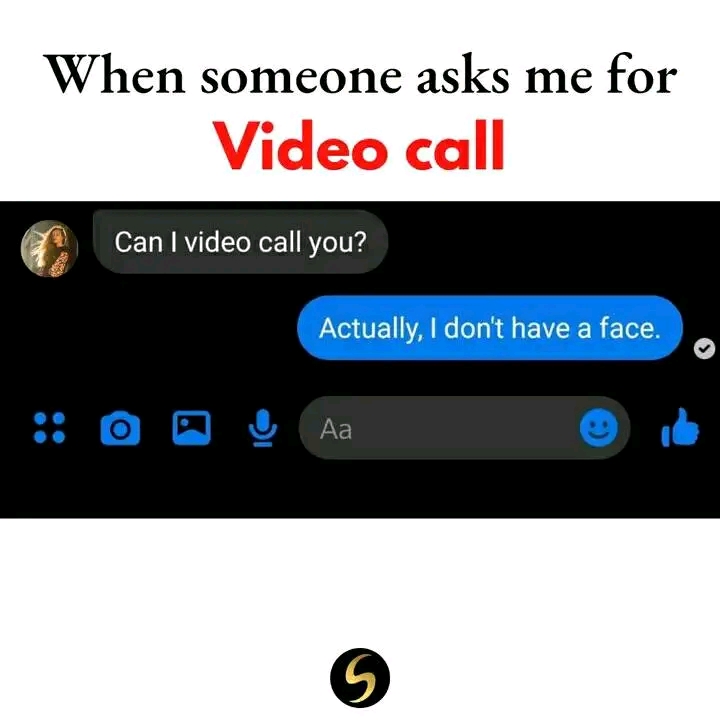 When someone asks me for
Video call
Can I video call you?
Actually, I don't have a face.
Aa
S